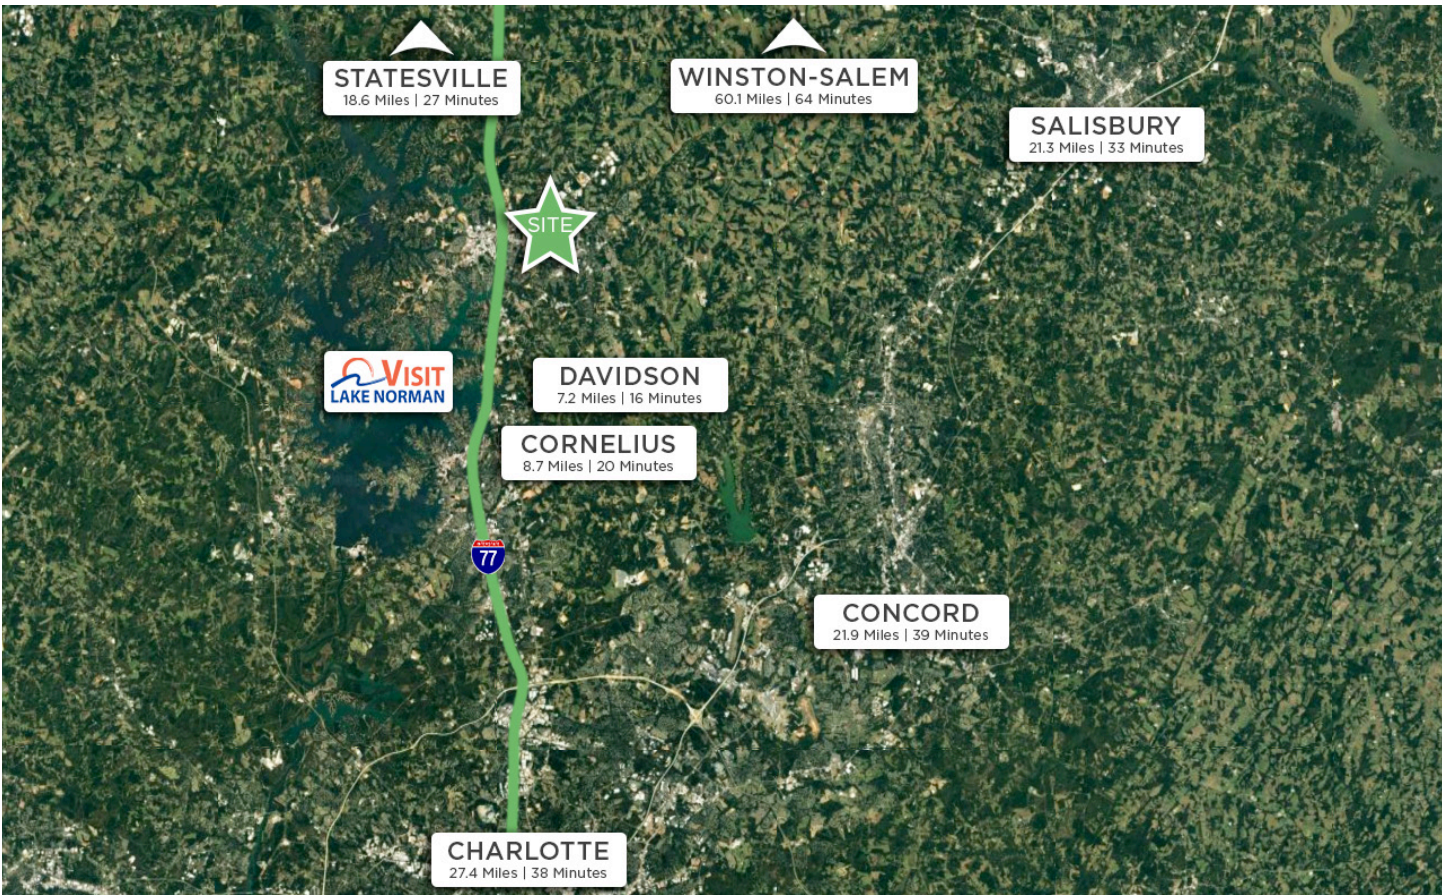 STATESVILLE
18.6 Miles | 27 Minutes
WINSTON-SALEM
60.1 Miles | 64 Minutes
SALISBURY
21.3 Miles | 33 Minutes
SITE
VISIT
LAKE NORMAN
DAVIDSON
7.2 Miles | 16 Minutes
CORNELIUS
8.7 Miles | 20 Minutes
77
CONCORD
21.9 Miles | 39 Minutes
CHARLOTTE
27.4 Miles | 38 Minutes